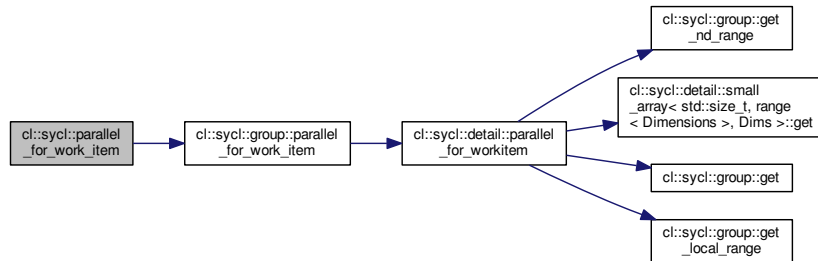 cl::sycl::parallel
_for_work_item
cl::sycl::group::parallel
_for_work_item
cl::sycl::detail::parallel
_for_workitem
cl::sycl::group::get
_nd_range
cl::sycl::detail::small
_array< std::size_t, range
< Dimensions >, Dims >::get
cl::sycl::group::get
cl::sycl::group::get
_local_range